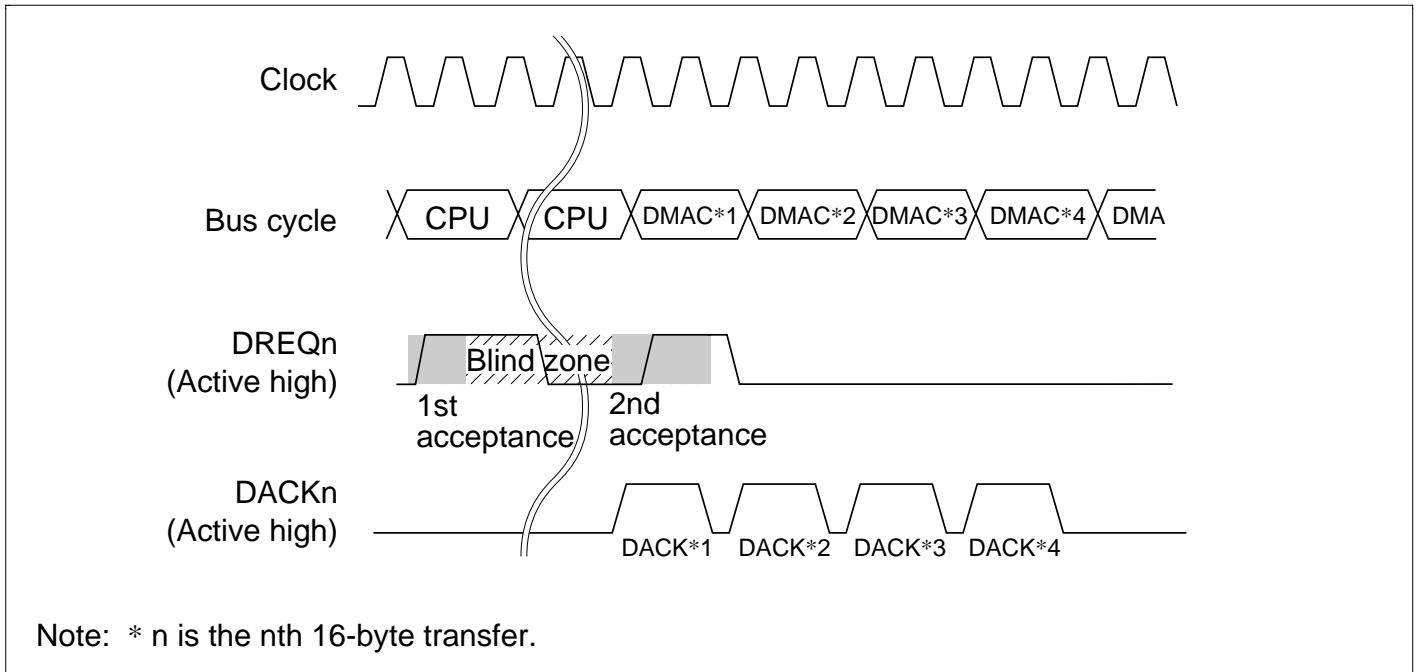 Clock
Bus cycle
CPU CPU DMAC*1 DMAC*2 DMAC*3 DMAC*4 DMA
DREQn
(Active high)
Blind zone
1st
acceptance
2nd
acceptance
DACKn
(Active high)
DACK*1 DACK*2 DACK*3 DACK*4
Note: * n is the nth 16-byte transfer.